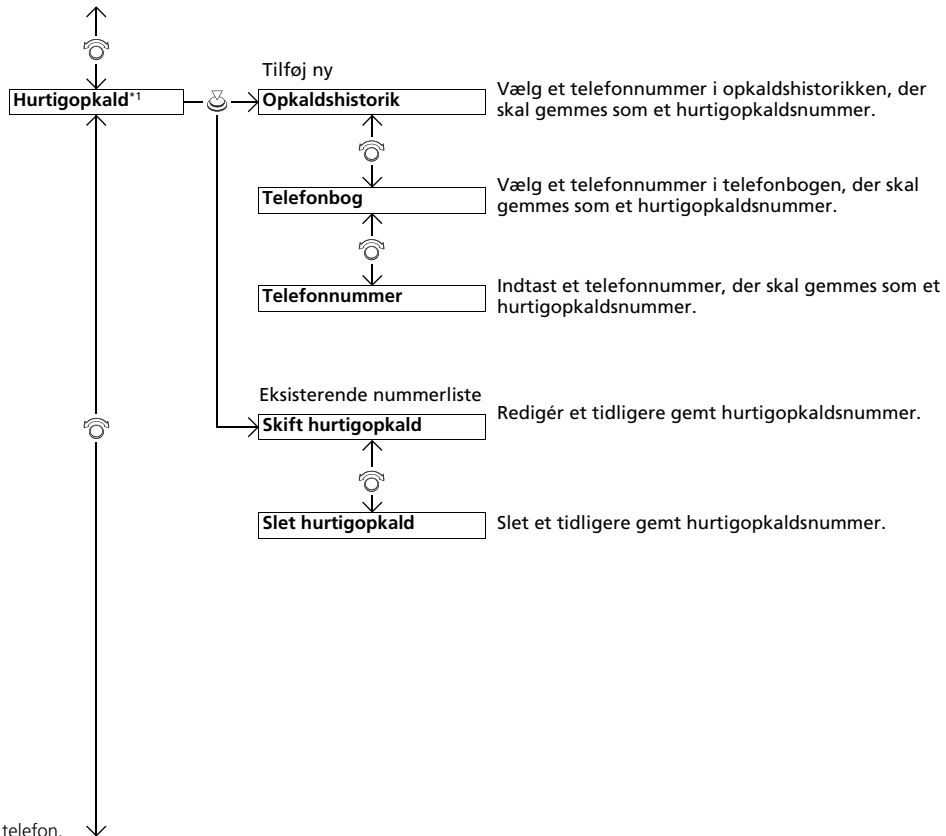 Tilføj ny
Hurtigopkald*1
Opkaldshistorik
Vælg et telefonnummer i opkaldshistorikken, der
skal gemmes som et hurtigopkaldsnummer.
Telefonbog
Vælg et telefonnummer i telefonbogen, der skal
gemmes som et hurtigopkaldsnummer.
Telefonnummer
Indtast et telefonnummer, der skal gemmes som et
hurtigopkaldsnummer.
Eksisterende nummerliste
Skift hurtigopkald
Redigér et tidligere gemt hurtigopkaldsnummer.
Slet hurtigopkald
Slet et tidligere gemt hurtigopkaldsnummer.
telefon.